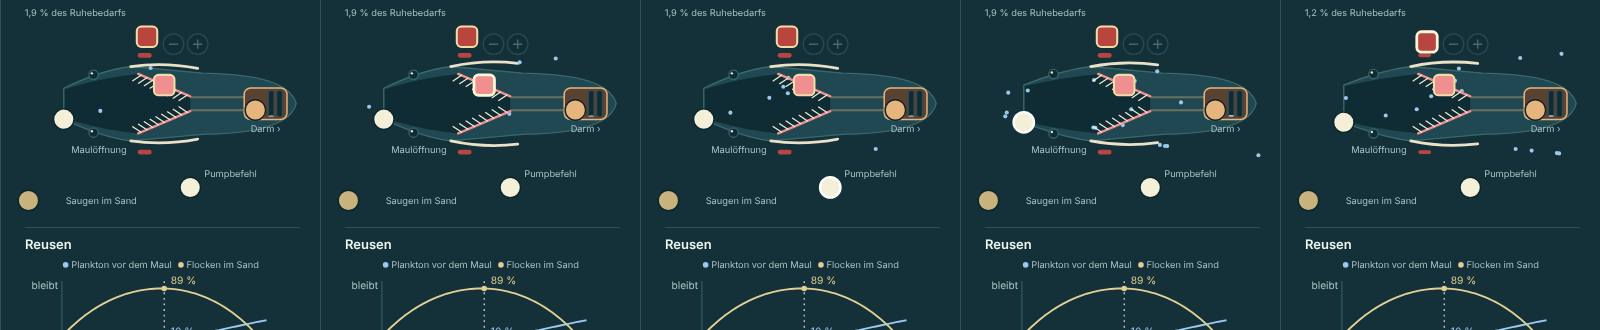 1,9 % des Ruhebedarfs
Darm ›
Maulöffnung
Pumpbefehl
Saugen im Sand
Reusen
Plankton vor dem Maul Flocken im Sand
89 %
bleibt
1,9 % des Ruhebedarfs
Darm ›
Maulöffnung
Pumpbefehl
Saugen im Sand
Reusen
Plankton vor dem Maul Flocken im Sand
89 %
bleibt
1,9 % des Ruhebedarfs
Darm ›
Maulöffnung
Pumpbefehl
Saugen im Sand
Reusen
Plankton vor dem Maul Flocken im Sand
89 %
bleibt
1,9 % des Ruhebedarfs
Darm ›
Maulöffnung
Pumpbefehl
Saugen im Sand
Reusen
Plankton vor dem Maul Flocken im Sand
89 %
bleibt
1,2 % des Ruhebedarfs
Darm ›
Maulöffnung
Pumpbefehl
Saugen im Sand
Reusen
Plankton vor dem Maul Flocken im Sand
89 %
bleibt